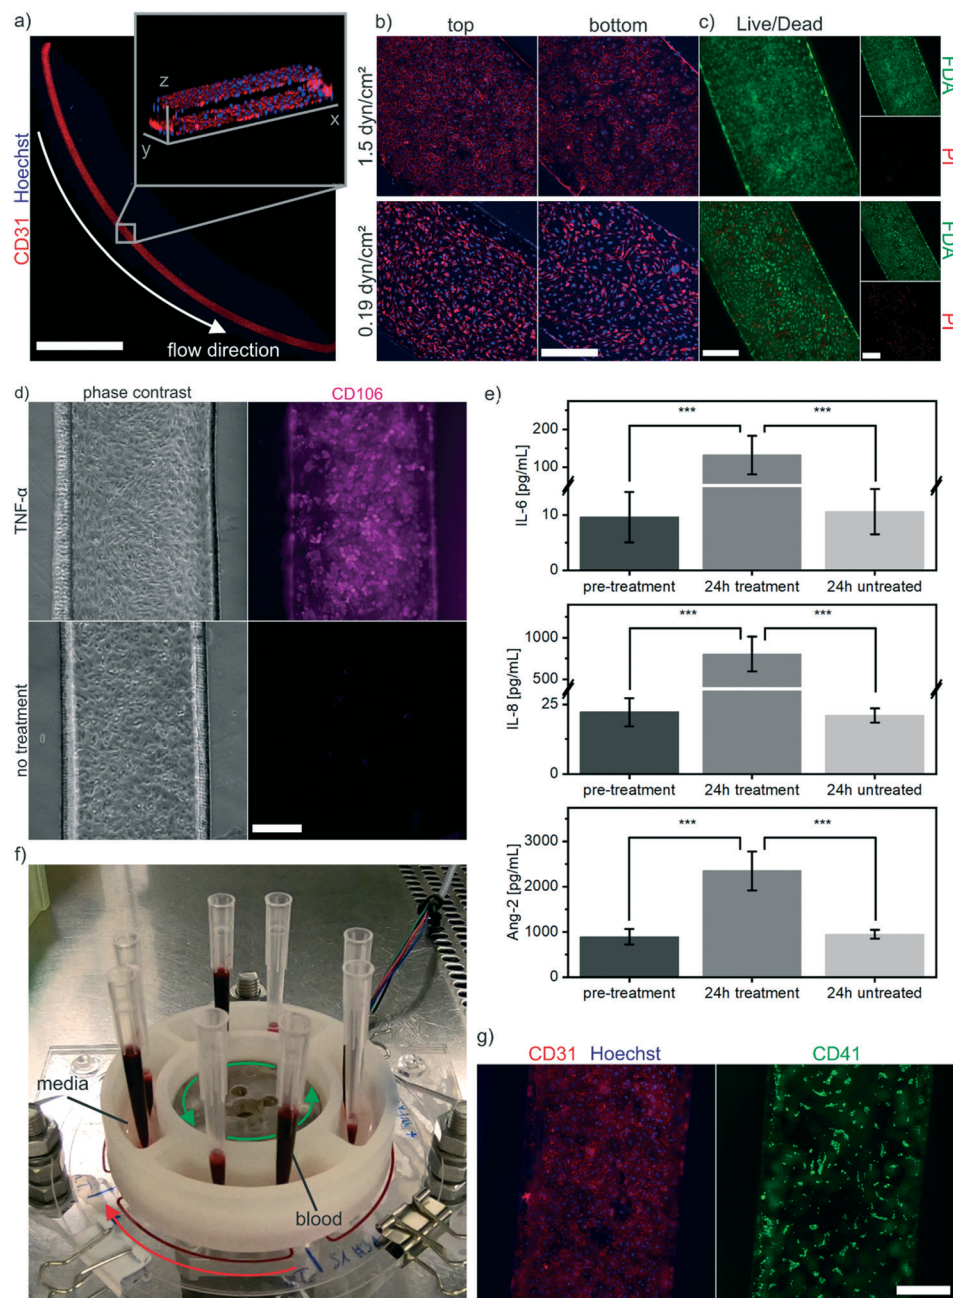 a)
CD31 Hoechst
z
x
y
flow direction
b)
top
bottom
1.5 dyn/cm²
0.19 dyn/cm²
c)
Live/Dead
FDA
PI
FDA
PI
d)
phase contrast
CD106
TNF-α
no treatment
e)
IL-6 [pg/mL]
200
100
10
0
***
***
pre-treatment
24h treatment
24h untreated
IL-8 [pg/mL]
1000
500
25
0
***
***
pre-treatment
24h treatment
24h untreated
Ang-2 [pg/mL]
3000
2000
1000
0
***
***
pre-treatment
24h treatment
24h untreated
f)
media
blood
g)
CD31 Hoechst
CD41